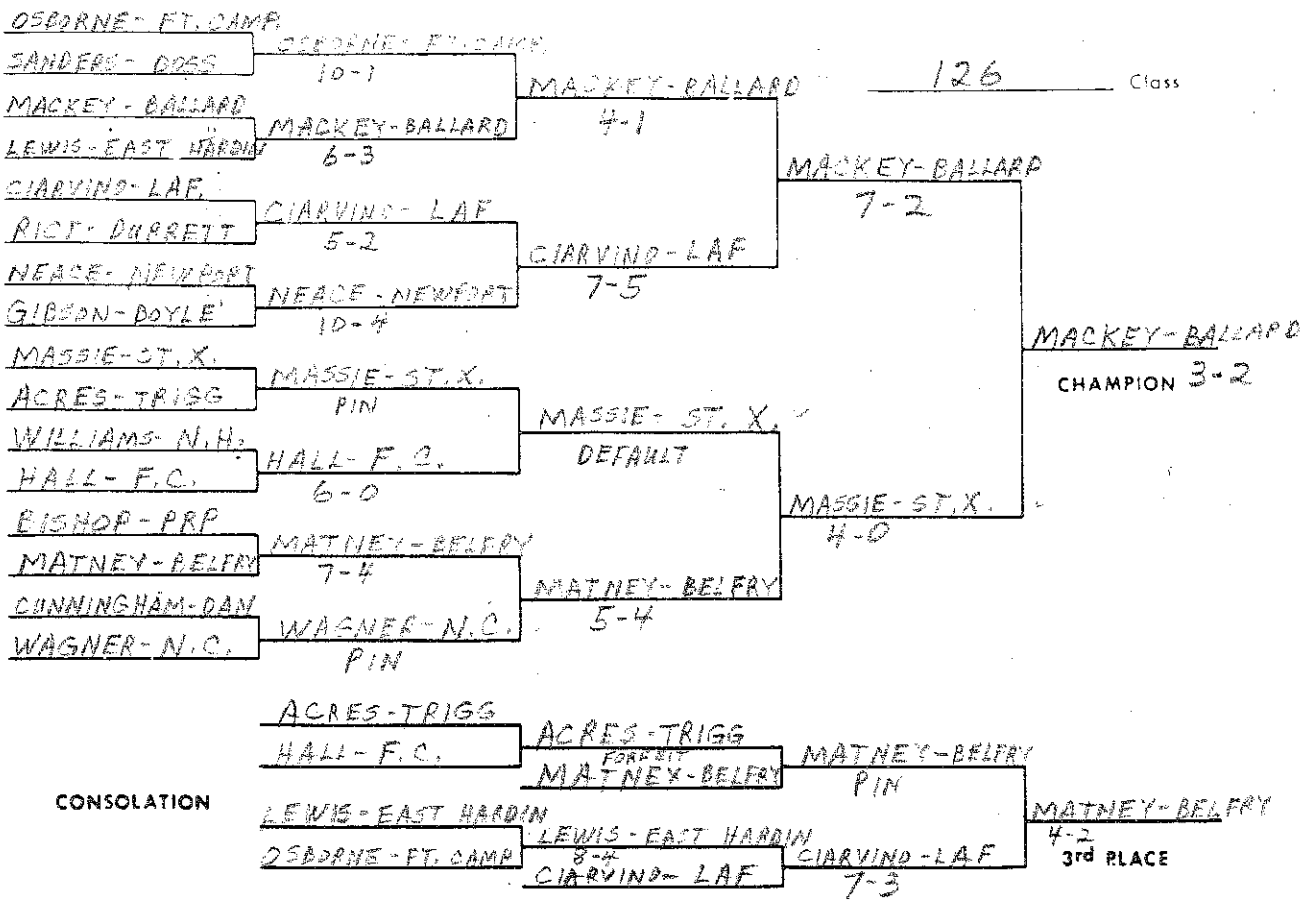 OSBORNE- FT. CAMP.
SANDERS- DOSS
MACKEY- BALLARD
LEWIS-EAST HARDIN
CIARVINO-LAF.
RICT- DURRETT
NEACE-NEWPORT
GIBSON-BOYLE
MASSIE-ST. X.
ACRES-TRIGG
WILLIAMS- N.H.
HALL- F.C.
BISHOP-PRP
MATNEY-BELFRY
CUNNINGHAM-DAN
WAGNER-N.C.
OSBORNE- FT. CAMP.
10-1
MACKEY-BALLARD
6-3
CIARVINO- LAF
5-2
NEACE-NEWPORT
10-4
MASSIE-ST. X.
PIN
HALL- F.C.
6-0
MATNEY-BELFRY
7-4
WAGNER-N.C.
PIN
MACKEY-BALLARD
4-1
CIARVINO-LAF
7-5
MASSIE- ST. X.
DEFAULT
MATNEY-BELFRY
5-4
MACKEY-BALLARD
7-2
MASSIE-ST. X.
4-0
126 Class
MACKEY-BALLARD
CHAMPION 3-2
CONSOLATION
ACRES-TRIGG
HALL- F.C.
LEWIS-EAST HARDIN
OSBORNE-FT. CAMP
ACRES-TRIGG
FORFEIT
MATNEY-BELFRY
LEWIS-EAST HARDIN
8-4
CIARVINO- LAF
MATNEY-BELFRY
PIN
CIARVINO-LAF
7-3
MATNEY-BELFRY
4-2
3rd PLACE